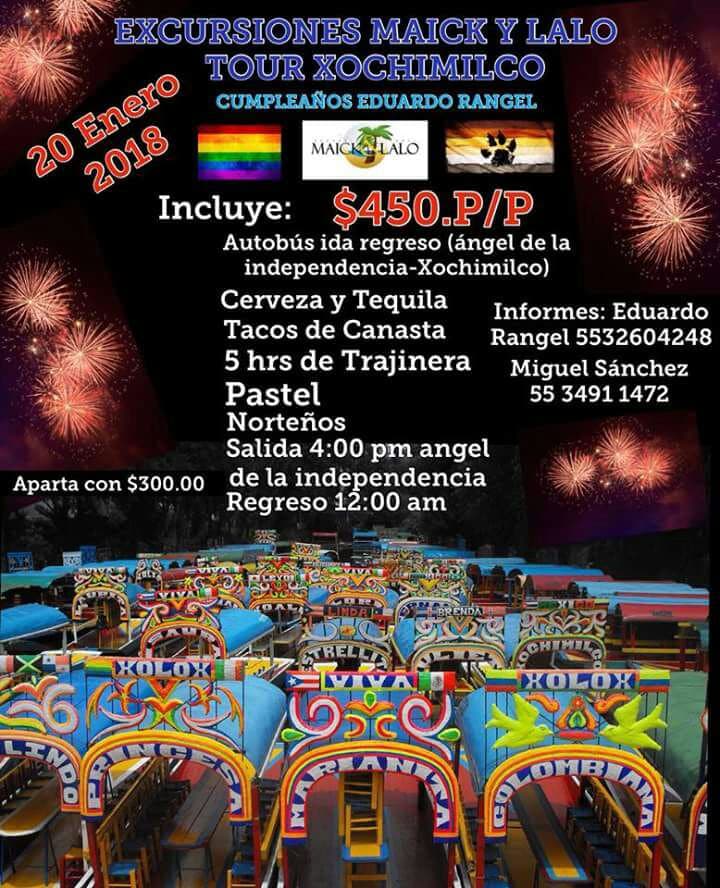 EXCURSIONES MAICK Y LALO
TOUR XOCHIMILCO
CUMPLEAÑOS EDUARDO RANGEL
20 Enero
2018
MAICK Y LALO
Incluye: $450.P/P
Autobús ida regreso (ángel de la
independencia-Xochimilco)
Cerveza y Tequila
Tacos de Canasta
5 hrs de Trajinera
Pastel
Norteños
Salida 4:00 pm angel
de la independencia
Regreso 12:00 am
Informes: Eduardo
Rangel 5532604248
Miguel Sánchez
55 3491 1472
Aparta con $300.00
VIVA
LINDA
BRENDA
XOLOX
VIVA
XOLOX
LINDO
PRINCESA
MARIANITA
COLOMBIANA